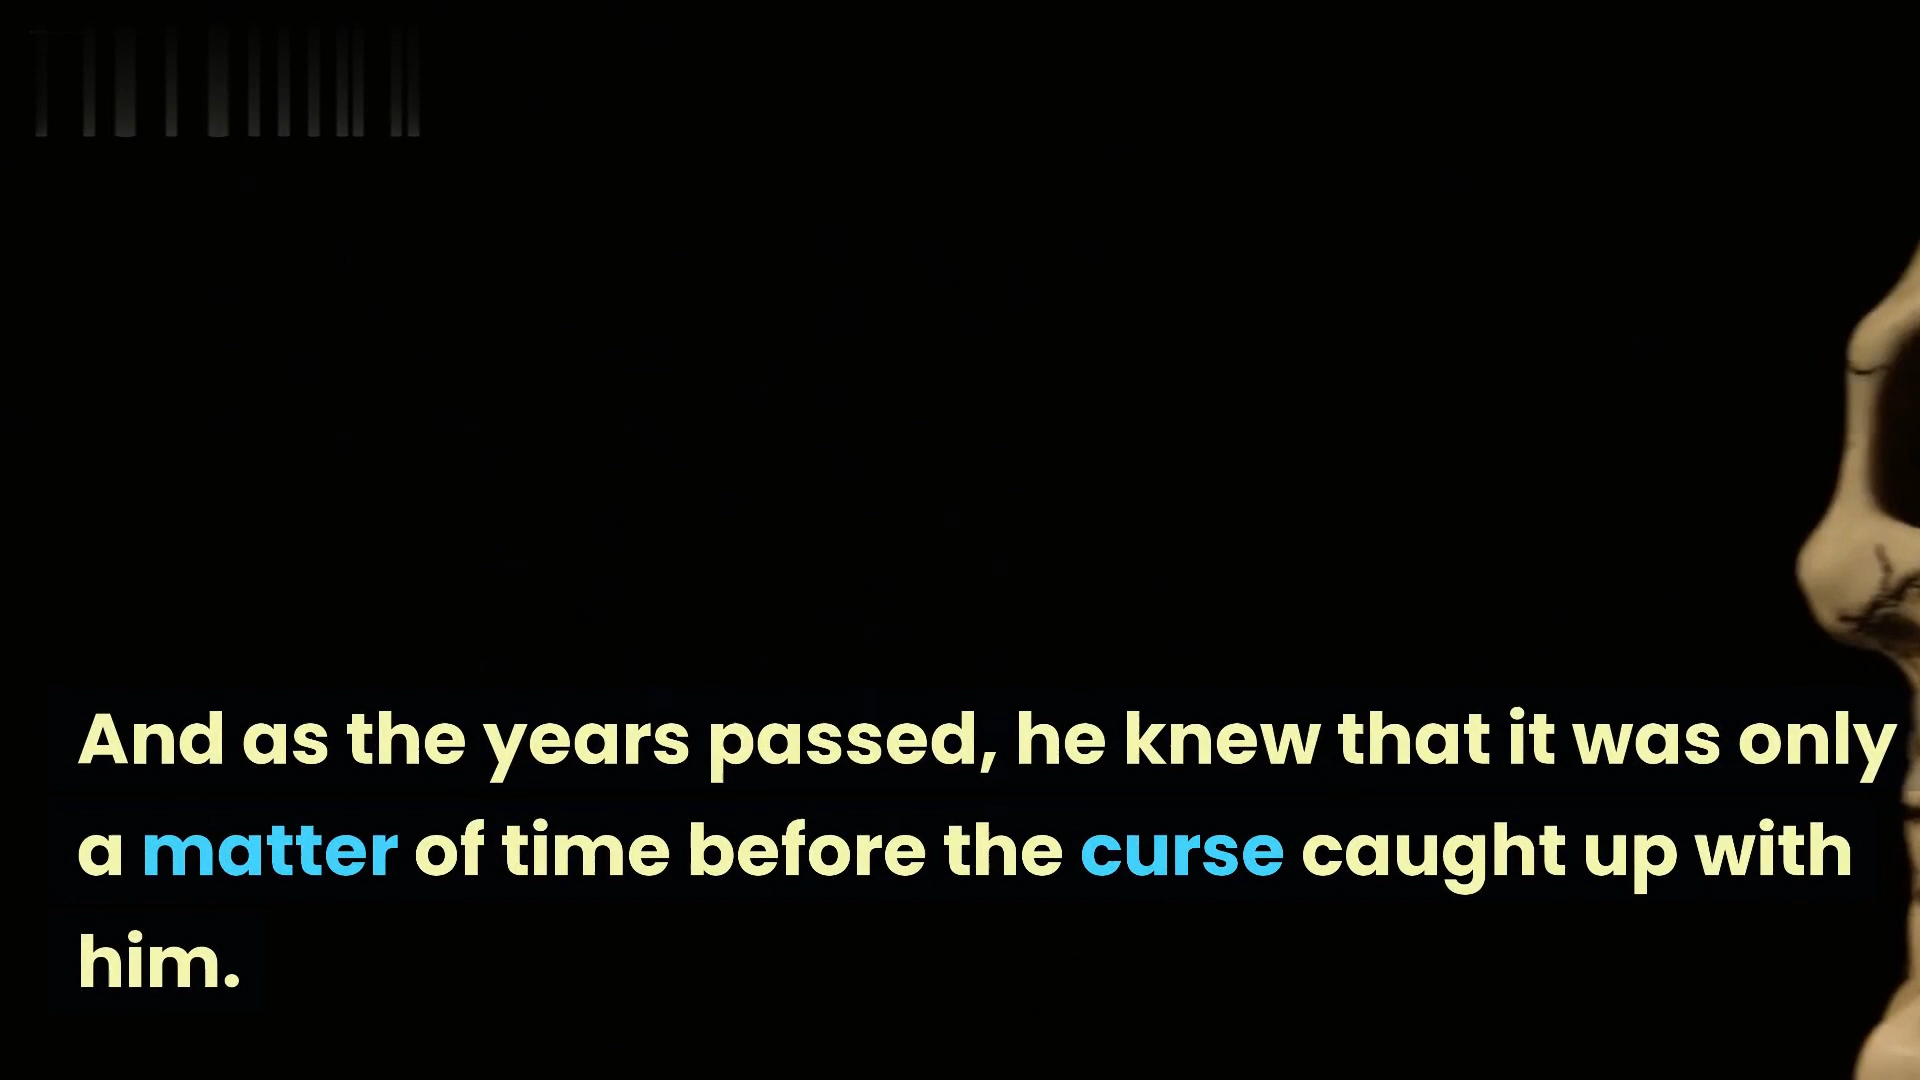 And as the years passed, he knew that it was only
a matter of time before the curse caught up with
him.